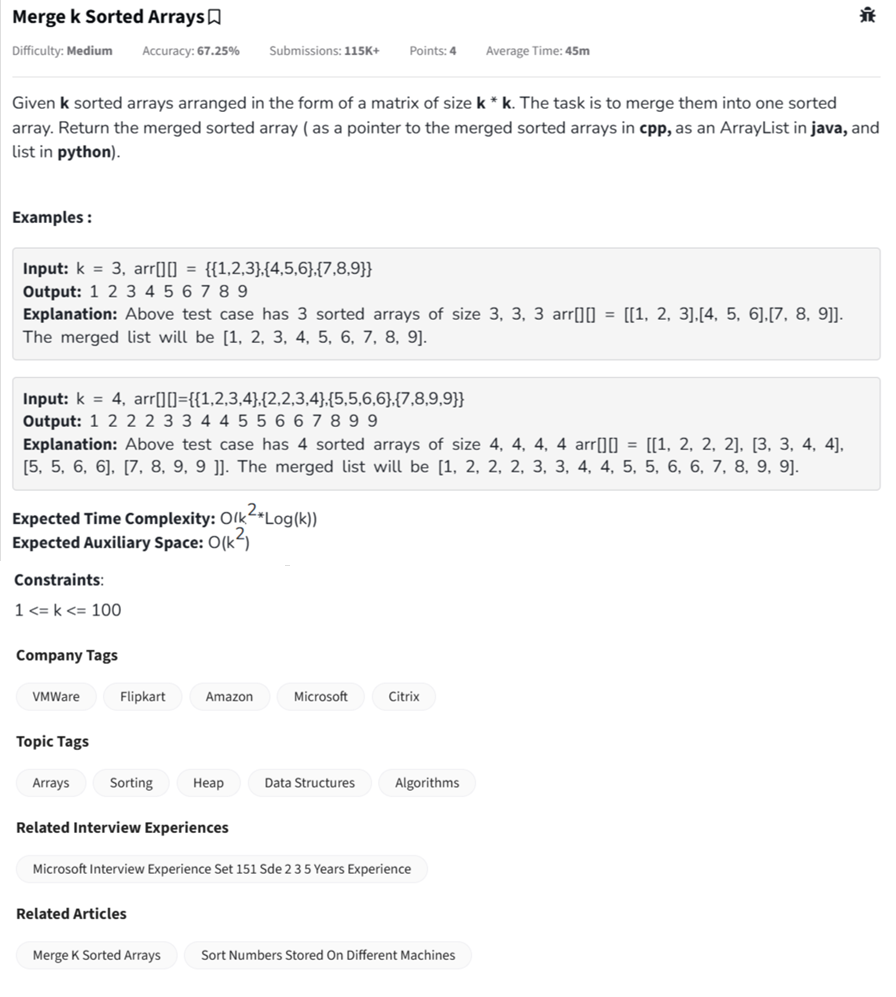 Merge k Sorted Arrays
Difficulty: Medium Accuracy: 67.25% Submissions: 115K+ Points: 4 Average Time: 45m
Given k sorted arrays arranged in the form of a matrix of size k * k. The task is to merge them into one sorted
array. Return the merged sorted array ( as a pointer to the merged sorted arrays in cpp, as an ArrayList in java, and
list in python).
Examples :
Input: k = 3, arr[][] = {{1,2,3},{4,5,6},{7,8,9}}
Output: 1 2 3 4 5 6 7 8 9
Explanation: Above test case has 3 sorted arrays of size 3, 3, 3 arr[][] = [[1, 2, 3],[4, 5, 6],[7, 8, 9]].
The merged list will be [1, 2, 3, 4, 5, 6, 7, 8, 9].
Input: k = 4, arr[][]={{1,2,3,4},{2,2,3,4},{5,5,6,6},{7,8,9,9}}
Output: 1 2 2 2 3 3 4 4 5 5 6 6 7 8 9 9
Explanation: Above test case has 4 sorted arrays of size 4, 4, 4, 4 arr[][] = [[1, 2, 2, 2], [3, 3, 4, 4],
[5, 5, 6, 6], [7, 8, 9, 9 ]]. The merged list will be [1, 2, 2, 2, 3, 3, 4, 4, 5, 5, 6, 6, 7, 8, 9, 9].
Expected Time Complexity: O(k2*Log(k))
Expected Auxiliary Space: O(k2)
Constraints:
1 <= k <= 100
Company Tags
VMWare Flipkart Amazon Microsoft Citrix
Topic Tags
Arrays Sorting Heap Data Structures Algorithms
Related Interview Experiences
Microsoft Interview Experience Set 151 Sde 2 3 5 Years Experience
Related Articles
Merge K Sorted Arrays Sort Numbers Stored On Different Machines